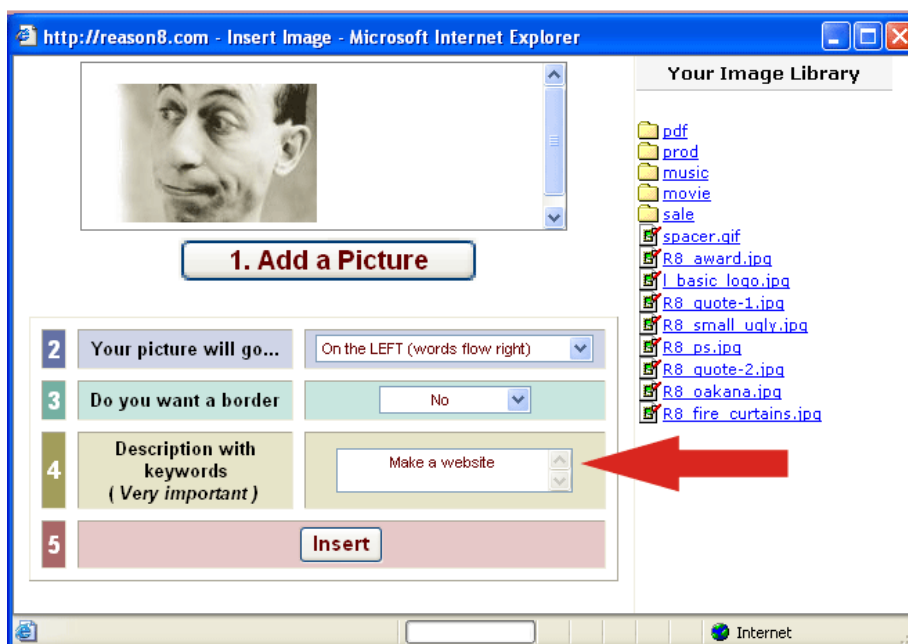 http://reason8.com - Insert Image - Microsoft Internet Explorer
1. Add a Picture
2 Your picture will go... On the LEFT (words flow right)
3 Do you want a border No
4 Description with
keywords
( Very important )
Make a website
5 Insert
Your Image Library
pdf
prod
music
movie
sale
spacer.gif
R8_award.jpg
l_basic_logo.jpg
R8_quote-1.jpg
R8_small_ugly.jpg
R8_ps.jpg
R8_quote-2.jpg
R8_oakana.jpg
R8_fire_curtains.jpg
Internet